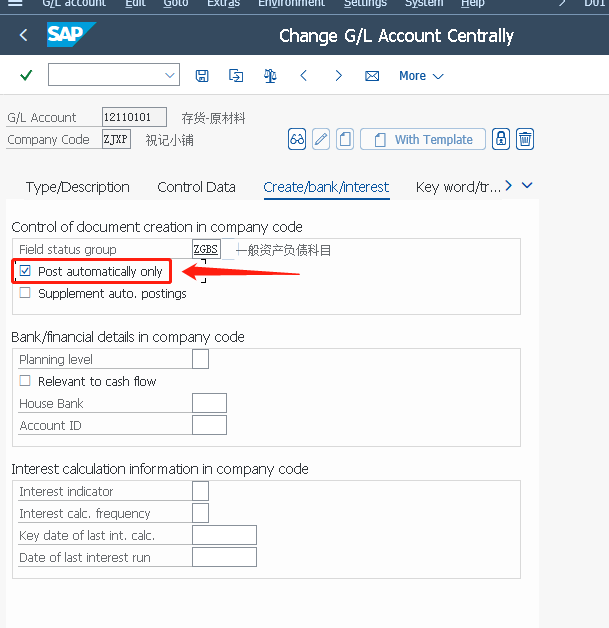 G/L account Edit Goto Extras Environment Settings System Help D01
SAP Change G/L Account Centrally
More
G/L Account 12110101 存货-原材料
Company Code ZJXP 祝记小铺
With Template
Type/Description Control Data Create/bank/interest Key word/tr...
Control of document creation in company code
Field status group ZGBS 一般资产负债科目
Post automatically only
Supplement auto. postings
Bank/financial details in company code
Planning level
Relevant to cash flow
House Bank
Account ID
Interest calculation information in company code
Interest indicator
Interest calc. frequency
Key date of last int. calc.
Date of last interest run